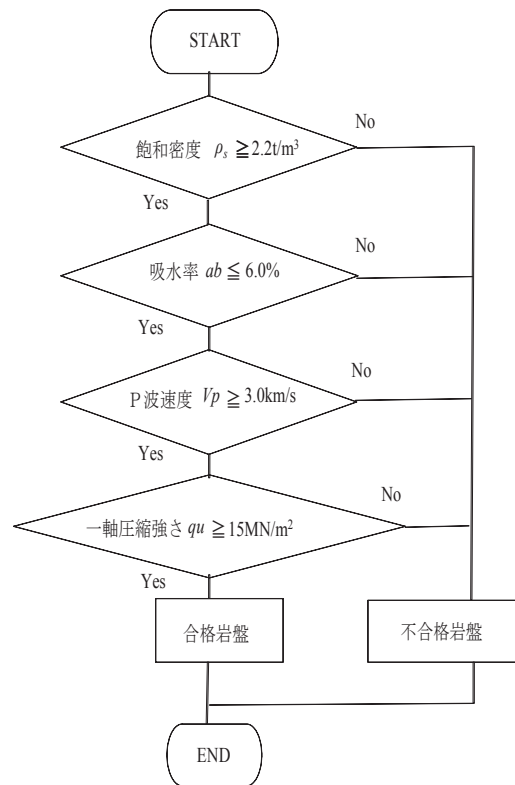 START
飽和密度 ρs ≧2.2t/m³
No
Yes
吸水率 ab ≦ 6.0%
No
Yes
P波速度 Vp ≧ 3.0km/s
No
Yes
一軸圧縮強さ qu ≧15MN/m²
No
Yes
合格岩盤
不合格岩盤
END